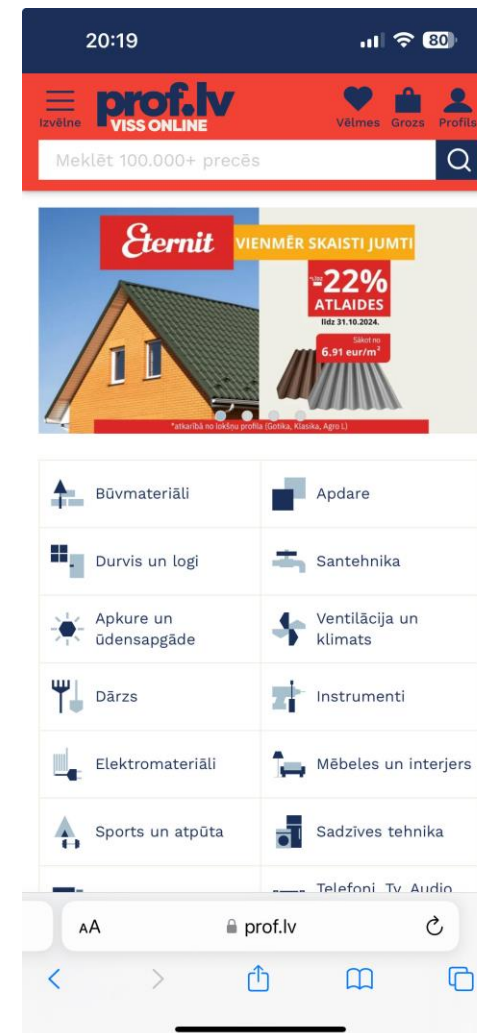 20:19
80
Izvēlne
prof.lv
VISS ONLINE
Vēlmes Grozs Profils
Meklēt 100.000+ precēs
Eternit
VIENMĒR SKAISTI JUMTI
-22%
ATLAIDES
līdz 31.10.2024.
Sākot no
6.91 eur/m²
*atkarībā no lokšņu profila (Gotika, Klasika, Agro L)
Būvmateriāli
Apdare
Durvis un logi
Santehnika
Apkure un
ūdensapgāde
Ventilācija un
klimats
Dārzs
Instrumenti
Elektromateriāli
Mēbeles un interjers
Sports un atpūta
Sadzīves tehnika
Telefoni, Tv, Audio
AA
prof.lv